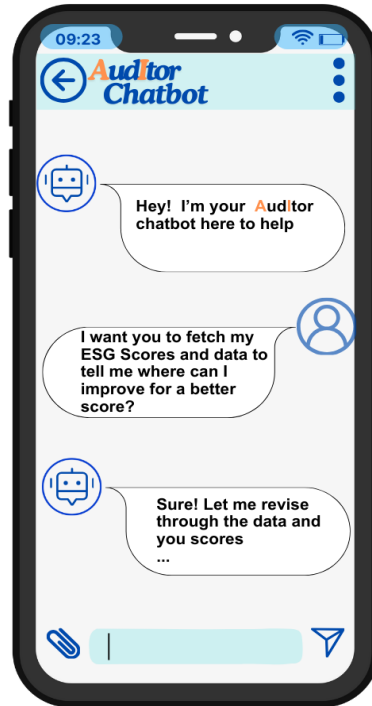 09:23
AudItor
Chatbot
Hey! I'm your AudItor
chatbot here to help
I want you to fetch my
ESG Scores and data to
tell me where can I
improve for a better
score?
Sure! Let me revise
through the data and
you scores
...